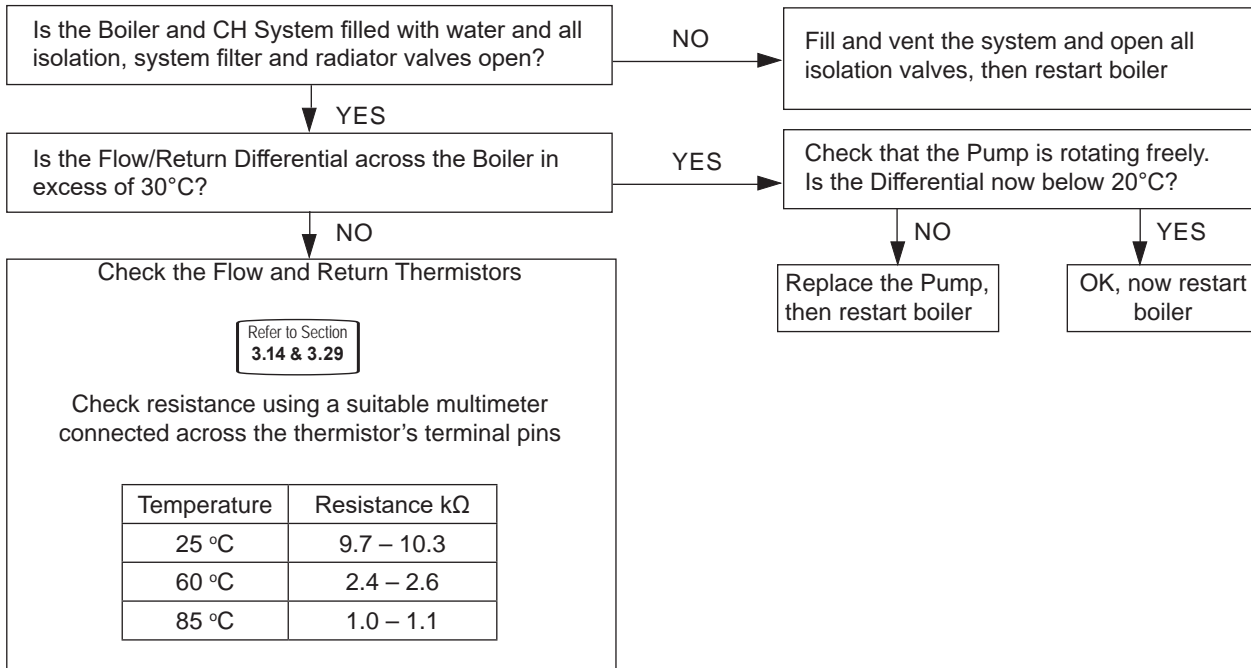 Is the Boiler and CH System filled with water and all
isolation, system filter and radiator valves open?
NO
Fill and vent the system and open all
isolation valves, then restart boiler
YES
Is the Flow/Return Differential across the Boiler in
excess of 30°C?
YES
Check that the Pump is rotating freely.
Is the Differential now below 20°C?
NO
NO
YES
Check the Flow and Return Thermistors
Replace the Pump,
then restart boiler
OK, now restart
boiler
Refer to Section
3.14 & 3.29
Check resistance using a suitable multimeter
connected across the thermistor’s terminal pins
Temperature Resistance kΩ
25 °C 9.7 – 10.3
60 °C 2.4 – 2.6
85 °C 1.0 – 1.1